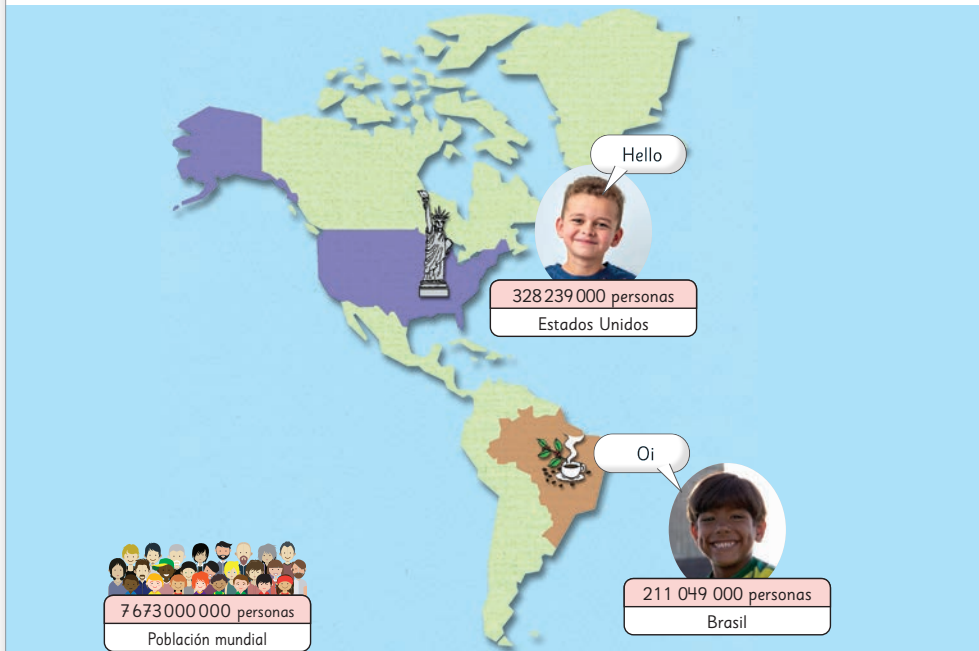 Hello
328 239 000 personas
Estados Unidos
Oi
211 049 000 personas
Brasil
7 673 000 000 personas
Población mundial